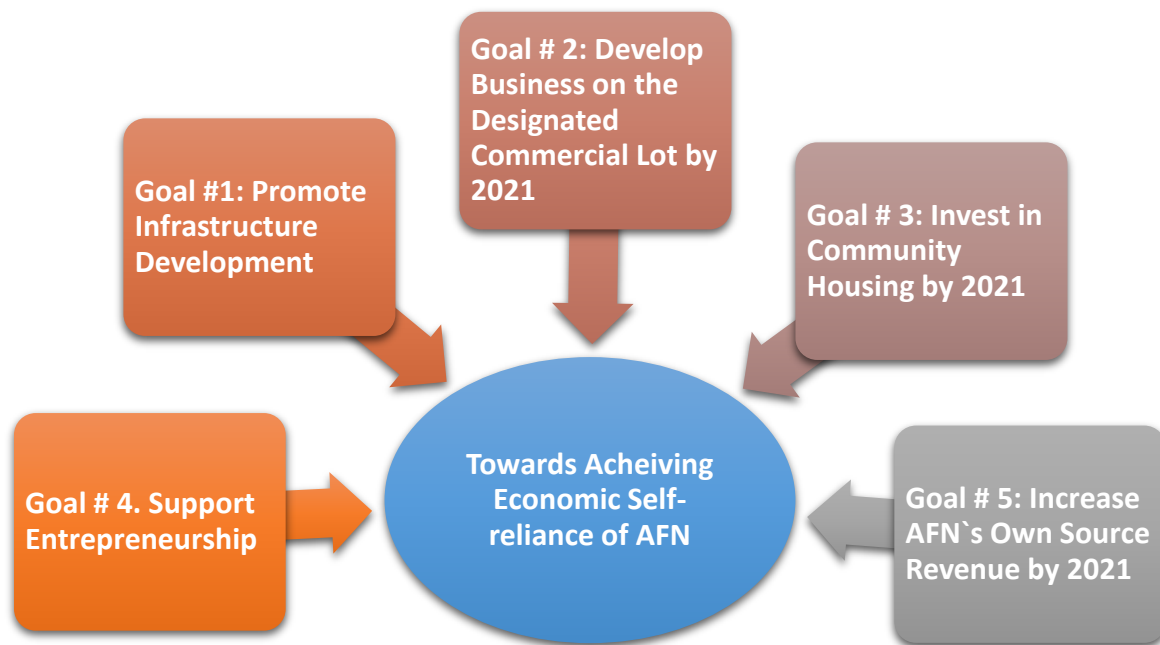 Goal # 2: Develop
Business on the
Designated
Commercial Lot by
2021
Goal #1: Promote
Infrastructure
Development
Goal # 3: Invest in
Community
Housing by 2021
Goal # 4. Support
Entrepreneurship
Towards Acheiving
Economic Self-
reliance of AFN
Goal # 5: Increase
AFN`s Own Source
Revenue by 2021